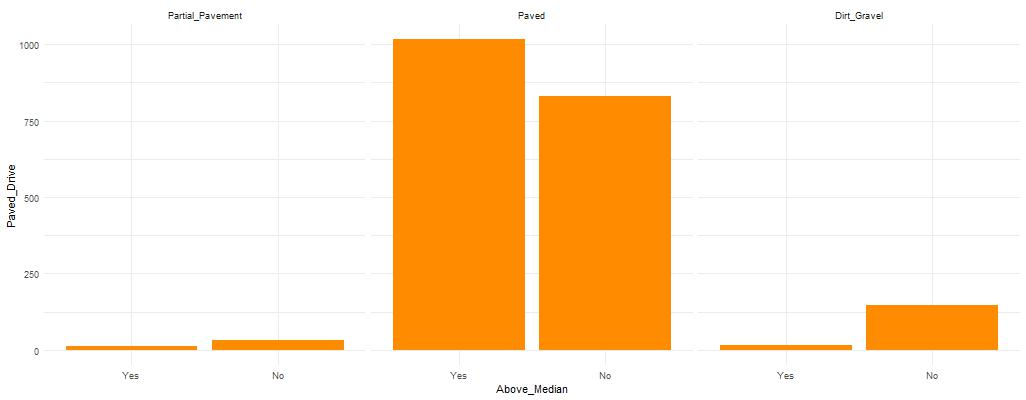 Partial_Pavement Paved Dirt_Gravel
1000
750
500
250
0
Paved_Drive
Yes No Yes No Yes No
Above_Median